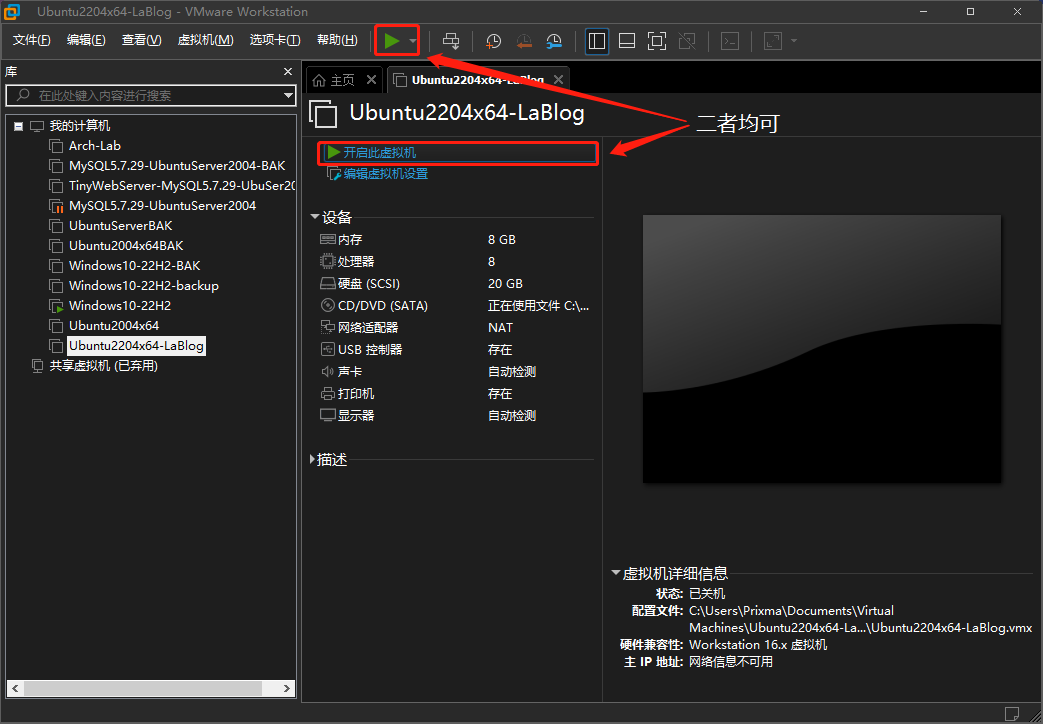 Ubuntu2204x64-LaBlog - VMware Workstation
文件(F) 编辑(E) 查看(V) 虚拟机(M) 选项卡(T) 帮助(H)
库
在此处键入内容进行搜索
我的计算机
Arch-Lab
MySQL5.7.29-UbuntuServer2004-BAK
TinyWebServer-MySQL5.7.29-UbuSer20
MySQL5.7.29-UbuntuServer2004
UbuntuServerBAK
Ubuntu2004x64BAK
Windows10-22H2-BAK
Windows10-22H2-backup
Windows10-22H2
Ubuntu2004x64
Ubuntu2204x64-LaBlog
共享虚拟机 (已弃用)
主页 Ubuntu2204x64-LaBlog
Ubuntu2204x64-LaBlog
二者均可
开启此虚拟机
编辑虚拟机设置
设备
内存 8 GB
处理器 8
硬盘 (SCSI) 20 GB
CD/DVD (SATA) 正在使用文件 C:\...
网络适配器 NAT
USB 控制器 存在
声卡 自动检测
打印机 存在
显示器 自动检测
描述
虚拟机详细信息
状态: 已关机
配置文件: C:\Users\Prixma\Documents\Virtual
Machines\Ubuntu2204x64-La...\Ubuntu2204x64-LaBlog.vmx
硬件兼容性: Workstation 16.x 虚拟机
主 IP 地址: 网络信息不可用